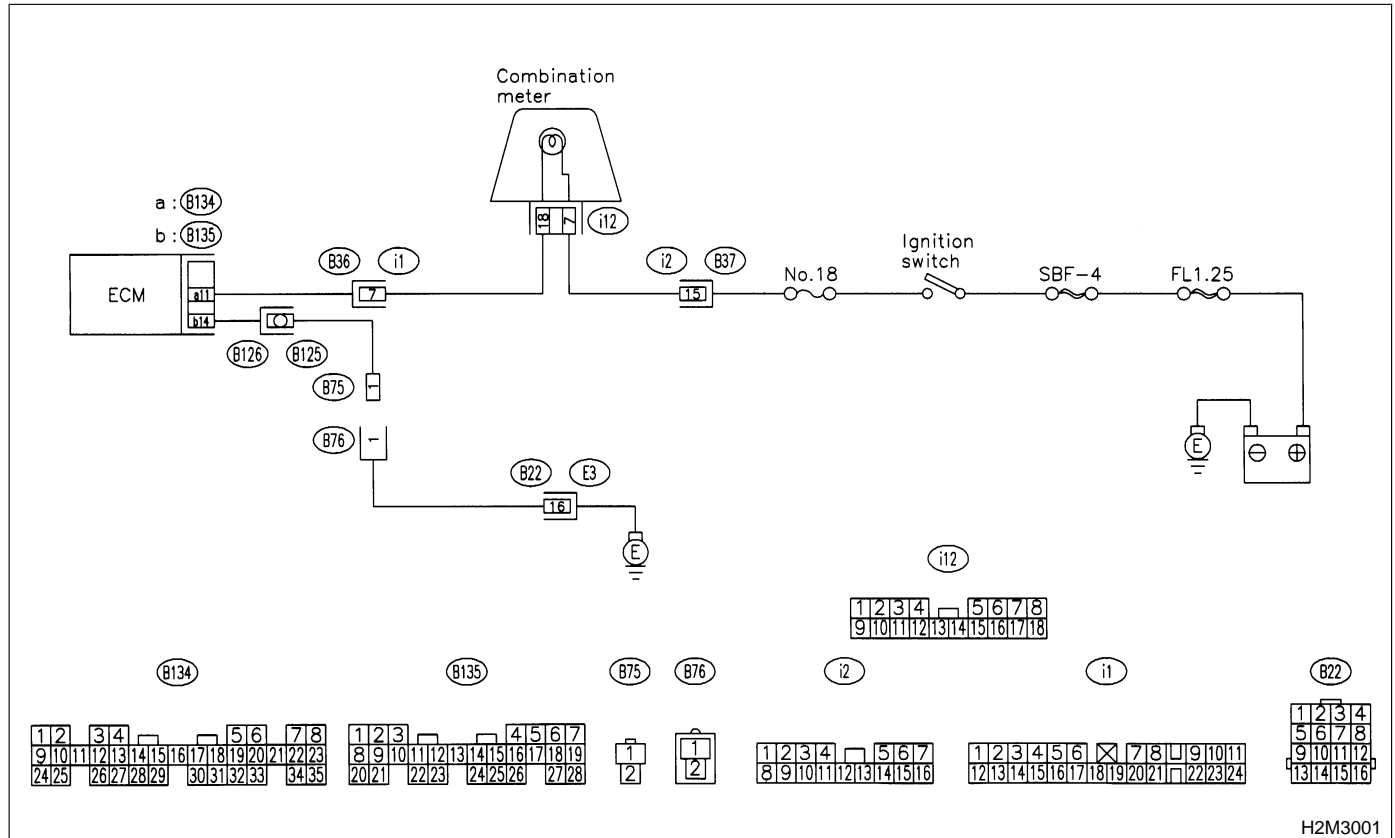 Combination
meter
18 7 i12
a : B134
b : B135
B36 i1
i2 B37
Ignition
switch
No.18
SBF-4
FL1.25
ECM
a11
7
15
b14
B126 B125
B75 1
B76 1
E
⊖ ⊕
B22 E3
16
E
i12
1 2 3 4 5 6 7 8
9 10 11 12 13 14 15 16 17 18
B134
1 2 3 4 5 6 7 8
9 10 11 12 13 14 15 16 17 18 19 20 21 22 23
24 25 26 27 28 29 30 31 32 33 34 35
B135
1 2 3 4 5 6 7
8 9 10 11 12 13 14 15 16 17 18 19
20 21 22 23 24 25 26 27 28
B75
1
2
B76
1
2
i2
1 2 3 4 5 6 7
8 9 10 11 12 13 14 15 16
i1
1 2 3 4 5 6 7 8 9 10 11
12 13 14 15 16 17 18 19 20 21 22 23 24
B22
1 2 3 4
5 6 7 8
9 10 11 12
13 14 15 16
H2M3001